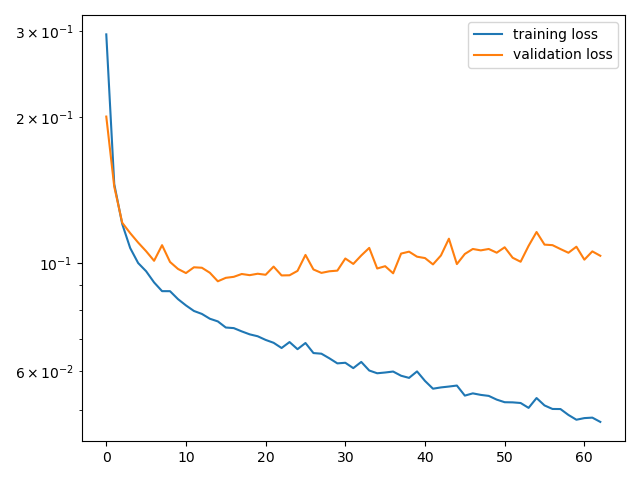 training loss
validation loss
3 × 10⁻¹
2 × 10⁻¹
10⁻¹
6 × 10⁻²
0 10 20 30 40 50 60